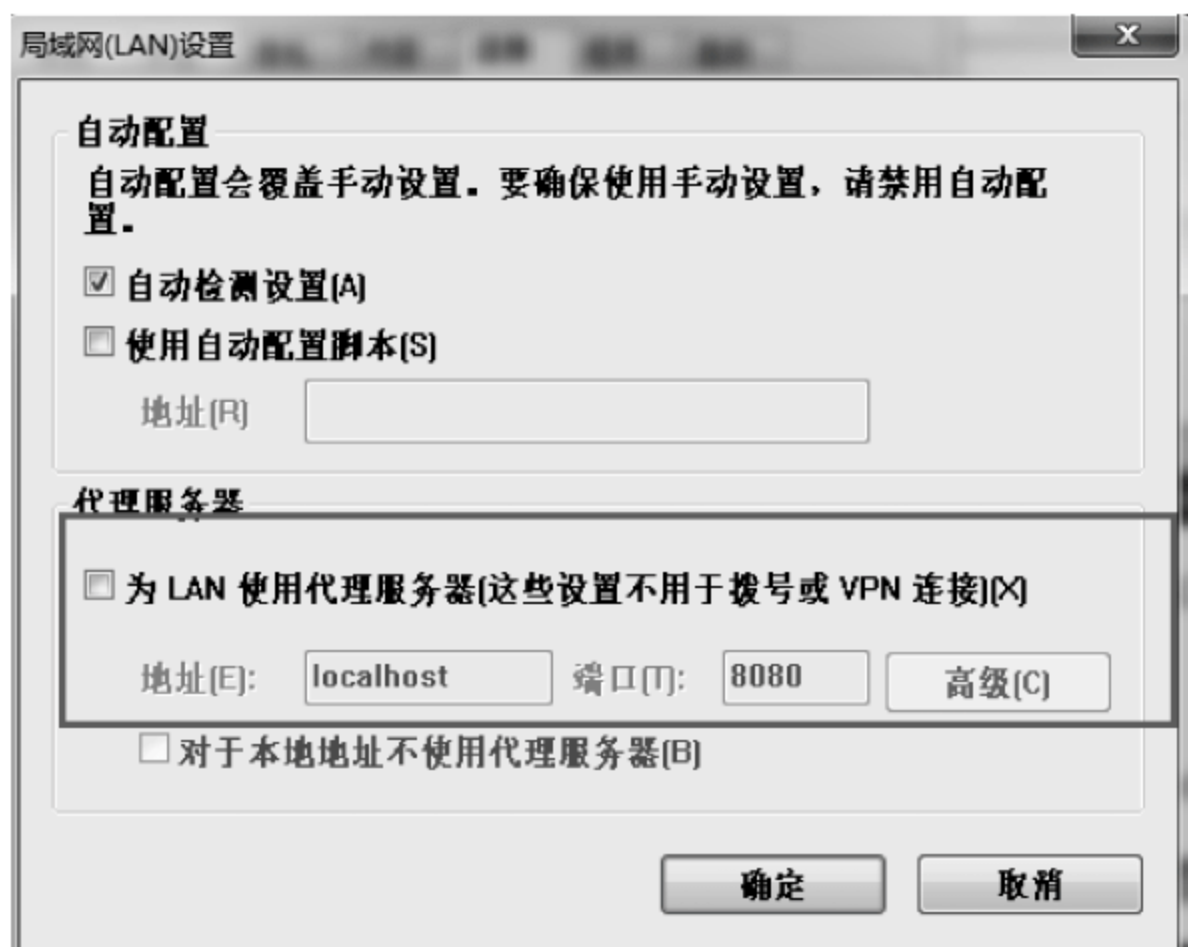 局域网(LAN)设置
自动配置
自动配置会覆盖手动设置。要确保使用手动设置，请禁用自动配
置。
自动检测设置(A)
使用自动配置脚本(S)
地址(R)
代理服务器
为 LAN 使用代理服务器(这些设置不用于拨号或 VPN 连接)(X)
地址(E): localhost 端口(T): 8080 高级(C)
对于本地地址不使用代理服务器(B)
确定 取消